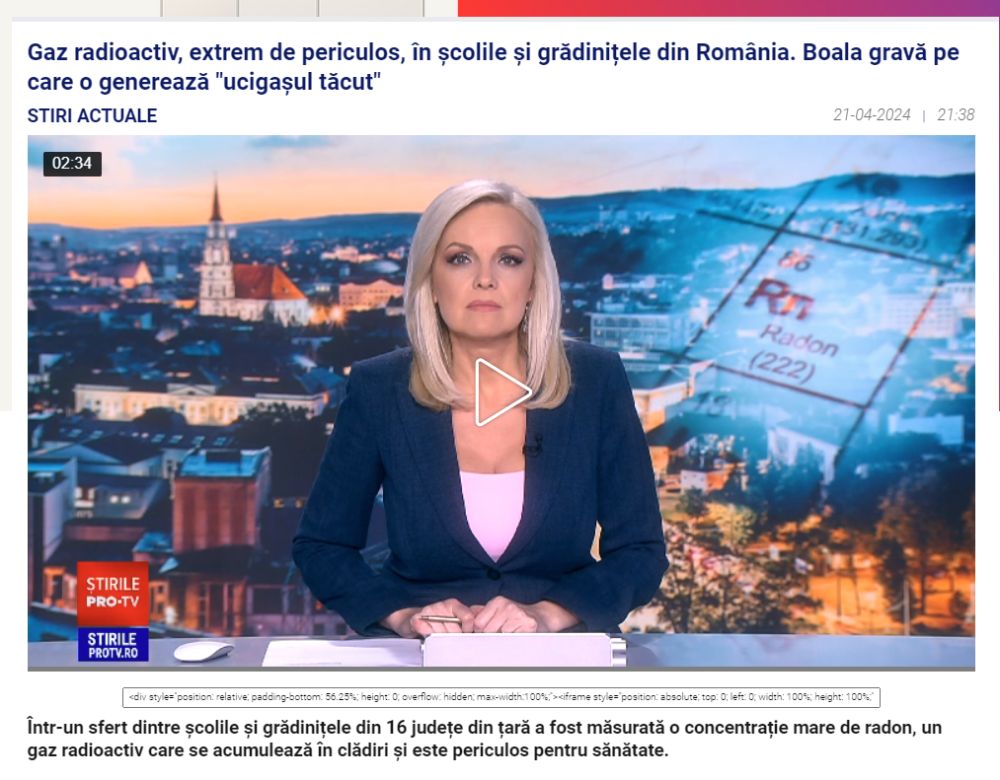 Gaz radioactiv, extrem de periculos, în școlile și grădinițele din România. Boala gravă pe
care o generează "ucigașul tăcut"
STIRI ACTUALE
21-04-2024 | 21:38
02:34
(131.293)
86
Rn
Radon
(222)
ȘTIRILE
PRO•TV
STIRILE
PROTV.RO
<div style="position: relative; padding-bottom: 56.25%; height: 0; overflow: hidden; max-width:100%;"><iframe style="position: absolute; top: 0; left: 0; width: 100%; height: 100%;"
Într-un sfert dintre școlile și grădinițele din 16 județe din țară a fost măsurată o concentrație mare de radon, un
gaz radioactiv care se acumulează în clădiri și este periculos pentru sănătate.